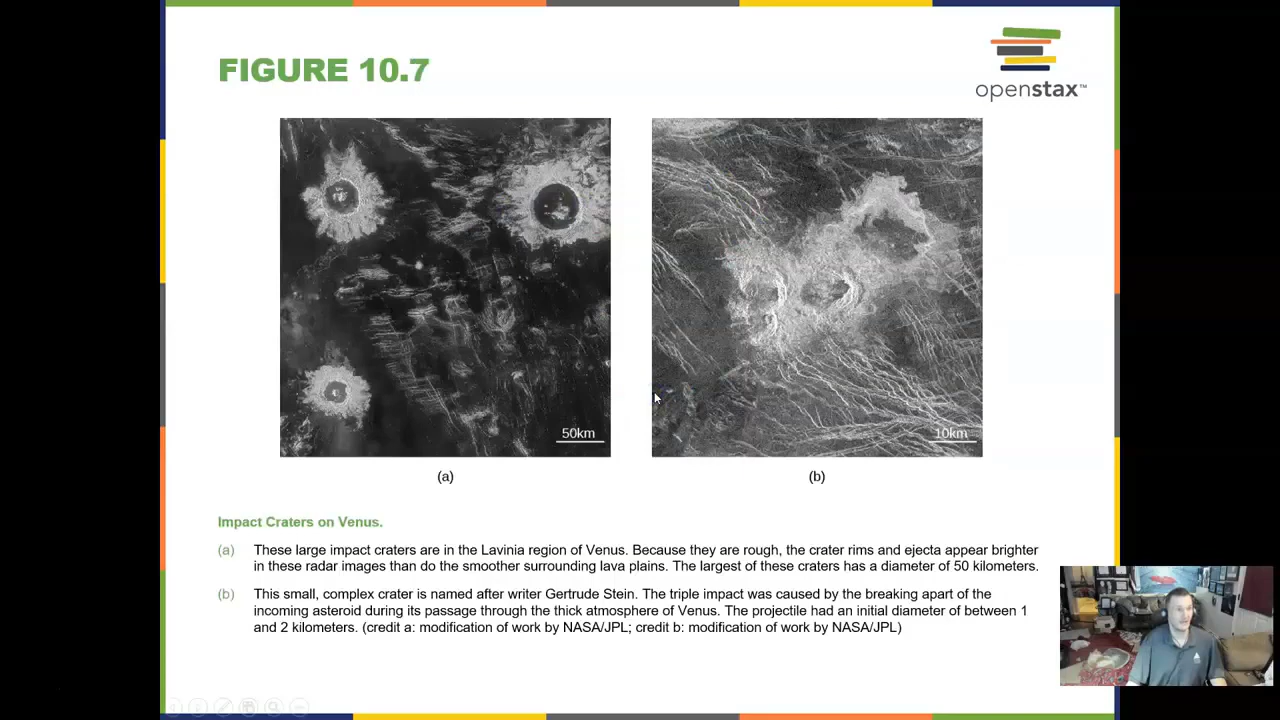 FIGURE 10.7
openstax™
50km
10km
(a)
(b)
Impact Craters on Venus.
(a) These large impact craters are in the Lavinia region of Venus. Because they are rough, the crater rims and ejecta appear brighter
in these radar images than do the smoother surrounding lava plains. The largest of these craters has a diameter of 50 kilometers.
(b) This small, complex crater is named after writer Gertrude Stein. The triple impact was caused by the breaking apart of the
incoming asteroid during its passage through the thick atmosphere of Venus. The projectile had an initial diameter of between 1
and 2 kilometers. (credit a: modification of work by NASA/JPL; credit b: modification of work by NASA/JPL)